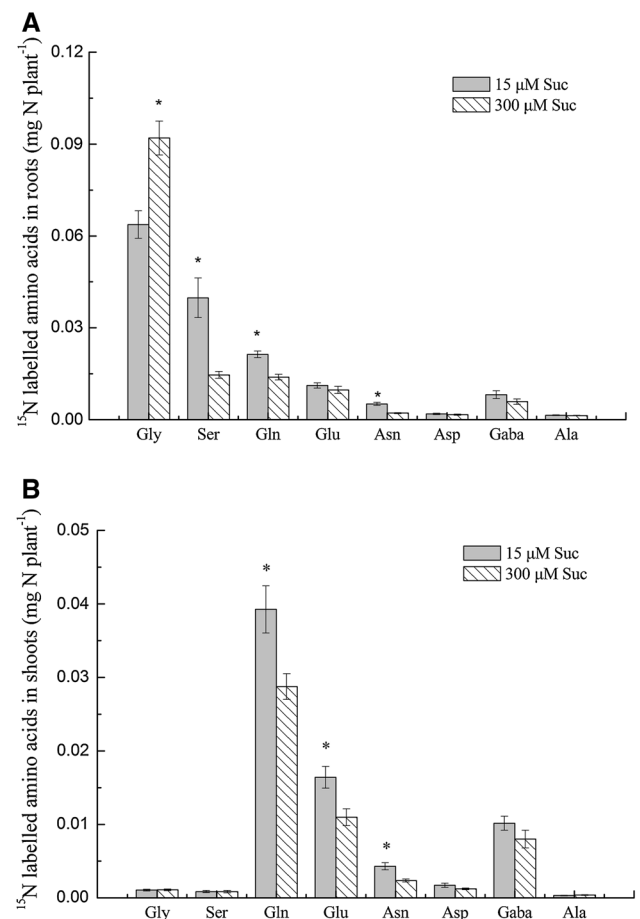 A
¹⁵N labelled amino acids in roots (mg N plant⁻¹)
0.12
0.09
0.06
0.03
0.00
15 μM Suc
300 μM Suc
*
*
*
*
Gly Ser Gln Glu Asn Asp Gaba Ala
B
¹⁵N labelled amino acids in shoots (mg N plant⁻¹)
0.05
0.04
0.03
0.02
0.01
0.00
15 μM Suc
300 μM Suc
*
*
*
Gly Ser Gln Glu Asn Asp Gaba Ala